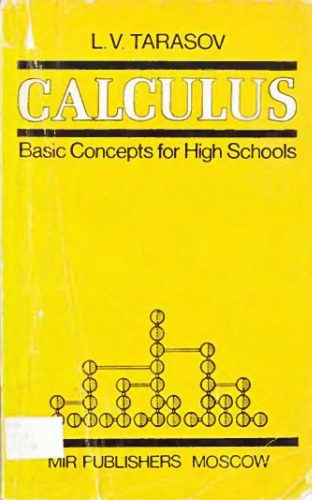 L.V. TARASOV
CALCULUS
Basic Concepts for High Schools
MIR PUBLISHERS MOSCOW